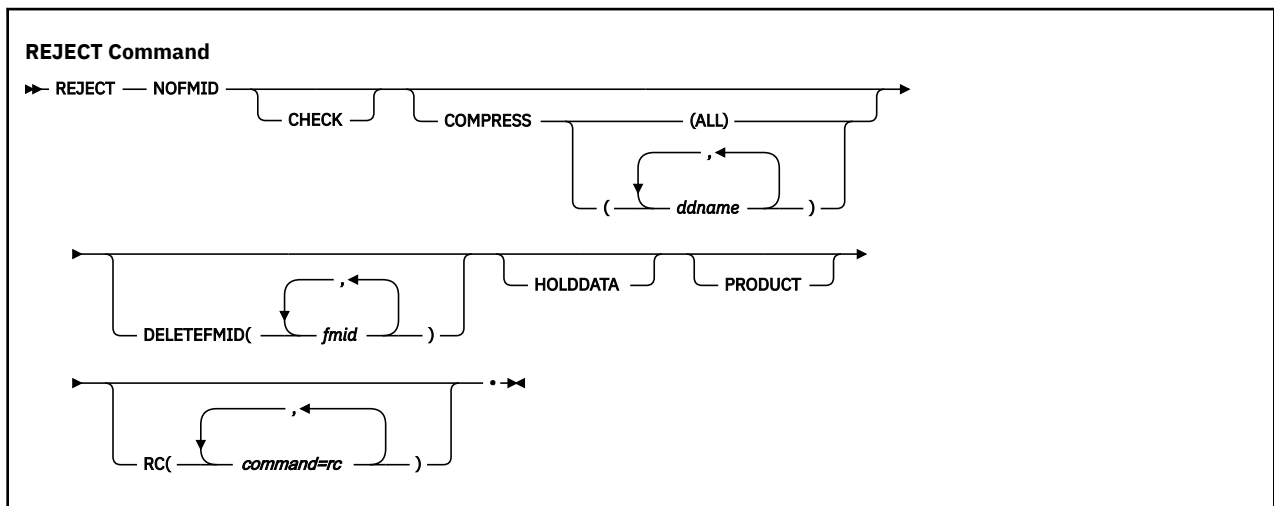 REJECT Command
REJECT — NOFMID
CHECK
COMPRESS
(ALL)
,
( ddname )
DELETEFMID(
,
fmid )
HOLDDATA
PRODUCT
RC(
,
command=rc )
.